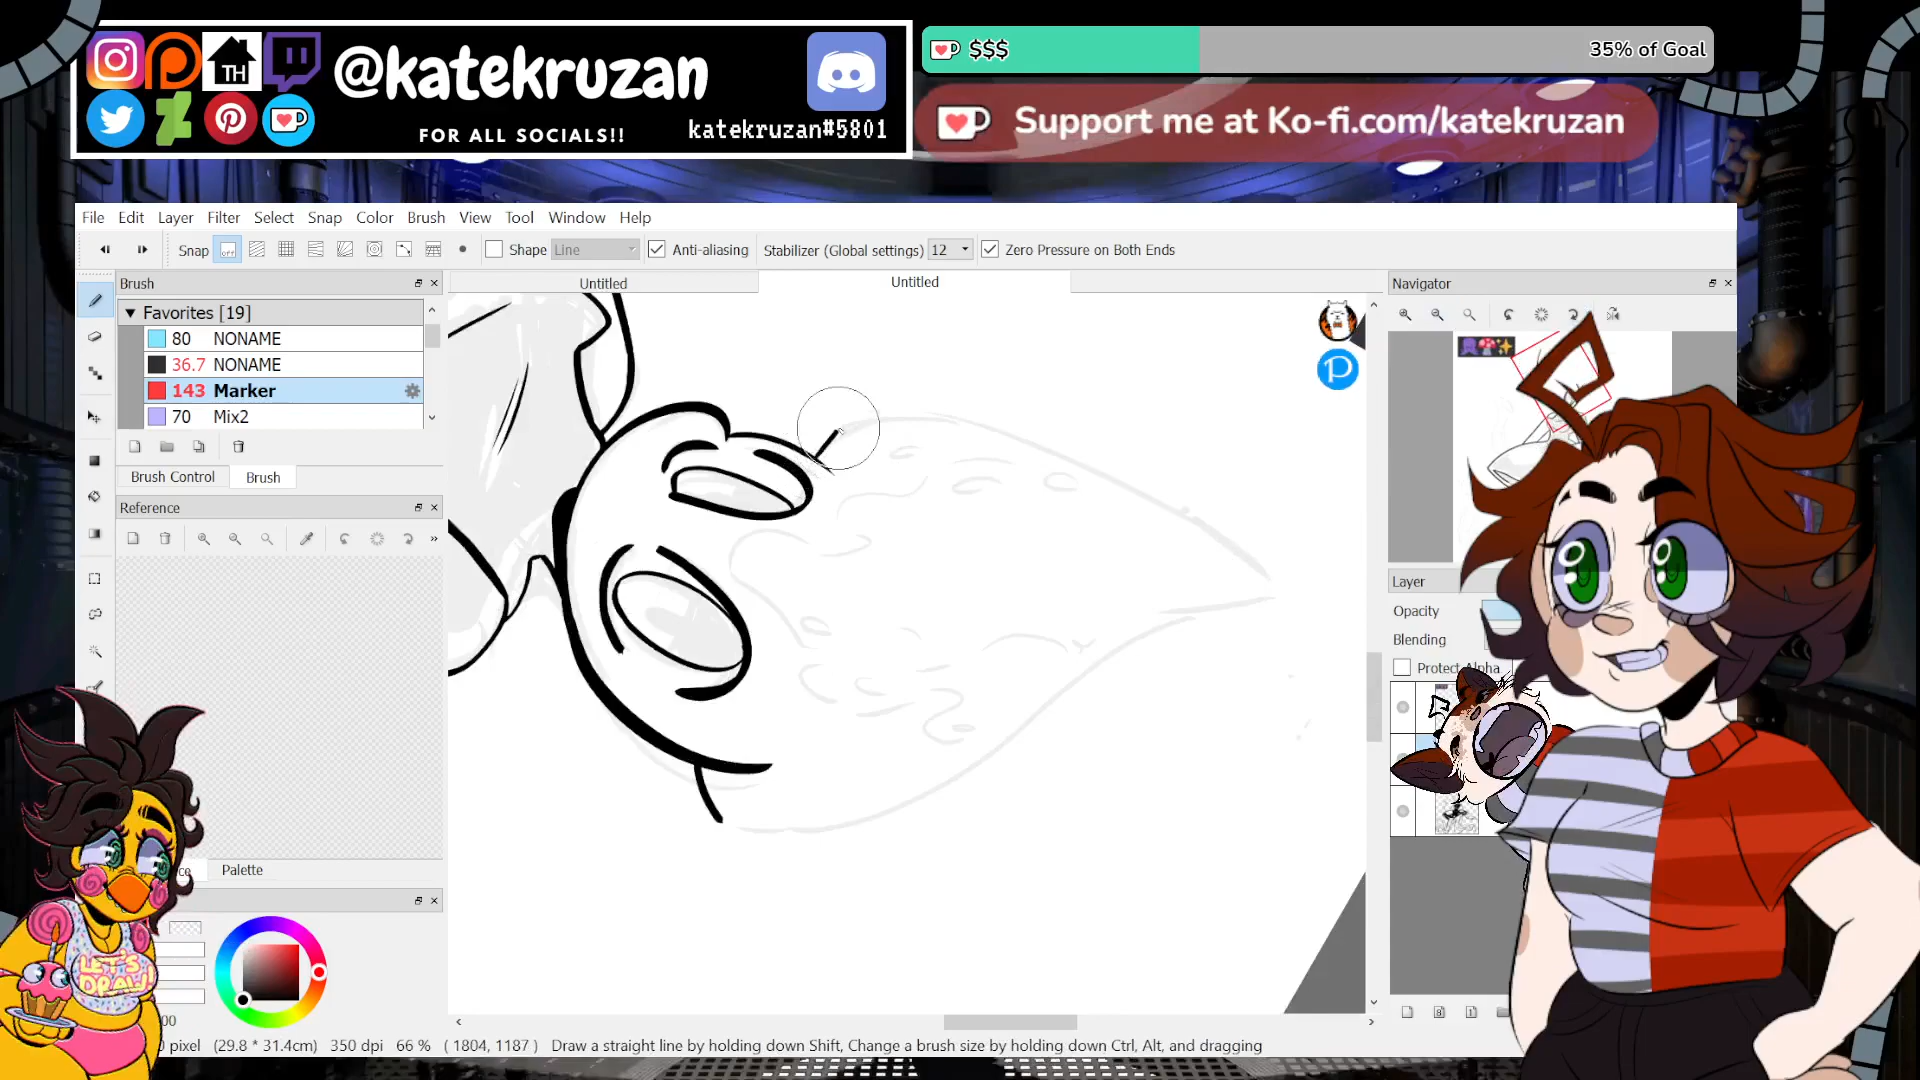 TH
@katekruzan
FOR ALL SOCIALS!!
katekruzan#5801
$$$
35% of Goal
Support me at Ko-fi.com/katekruzan
File Edit Layer Filter Select Snap Color Brush View Tool Window Help
Snap off Shape Line Anti-aliasing Stabilizer (Global settings) 12 Zero Pressure on Both Ends
Brush
Untitled
Untitled
Navigator
Favorites [19]
80 NONAME
36.7 NONAME
143 Marker
70 Mix2
Brush Control Brush
Reference
Layer
Opacity
Blending
Protect Alpha
Palette
LET'S DRAW!
pixel (29.8 * 31.4cm) 350 dpi 66 % ( 1804, 1187 ) Draw a straight line by holding down Shift, Change a brush size by holding down Ctrl, Alt, and dragging